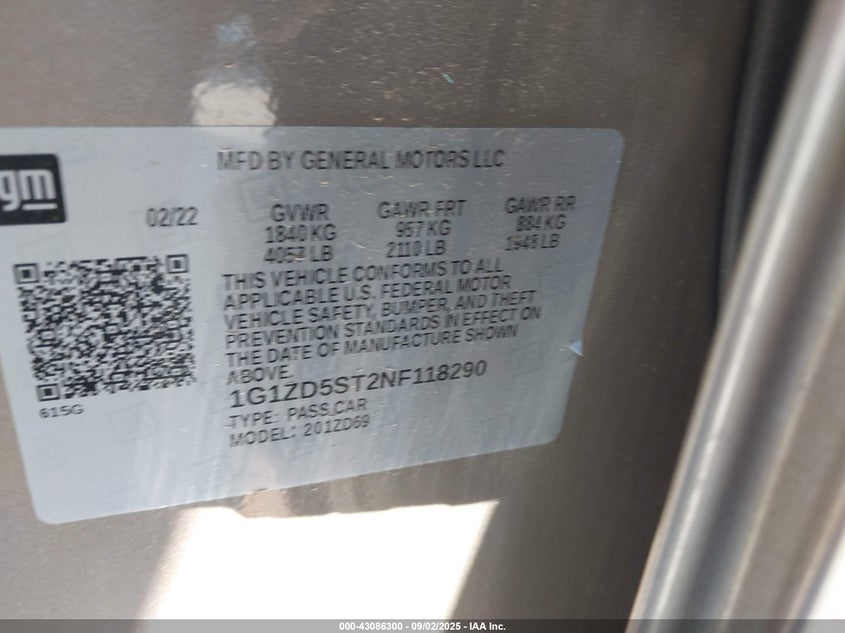 gm
MFD BY GENERAL MOTORS LLC
02/22
GVWR GAWR FRT GAWR RR
1840 KG 957 KG 884 KG
4057 LB 2110 LB 1948 LB
THIS VEHICLE CONFORMS TO ALL
APPLICABLE U.S. FEDERAL MOTOR
VEHICLE SAFETY, BUMPER, AND THEFT
PREVENTION STANDARDS IN EFFECT ON
THE DATE OF MANUFACTURE SHOWN
ABOVE.
1G1ZD5ST2NF118290
TYPE: PASS.CAR
MODEL: 201ZD69
615G
000-43086300 - 09/02/2025 - IAA Inc.